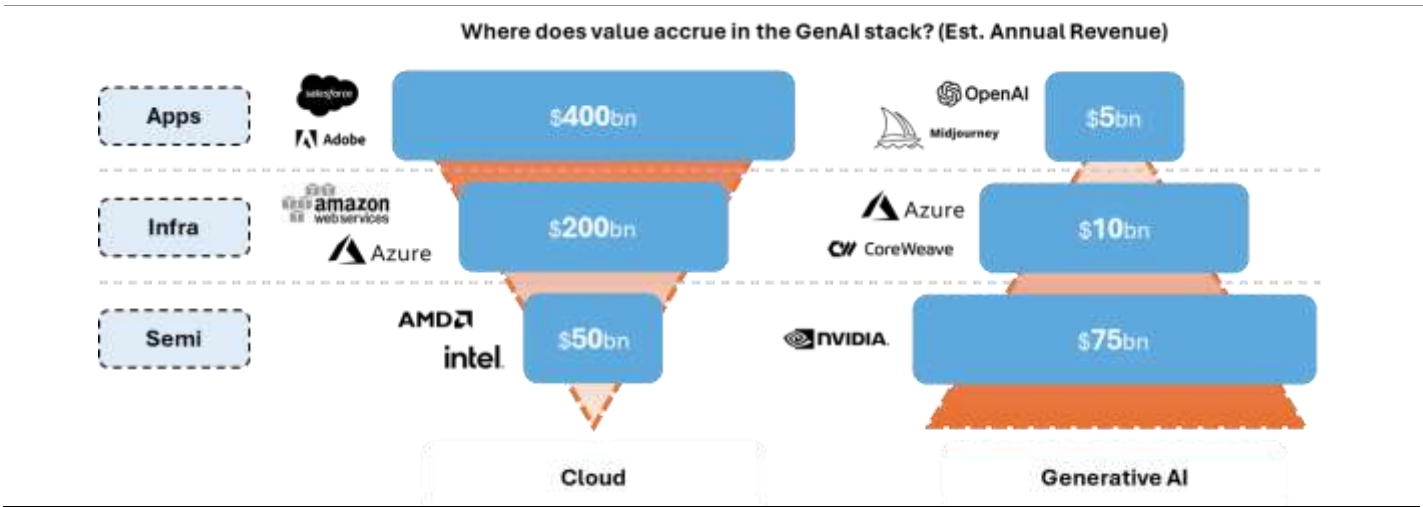 Where does value accrue in the GenAI stack? (Est. Annual Revenue)
Apps
salesforce
Adobe
$400bn
OpenAI
Midjourney
$5bn
Infra
amazon
webservices
Azure
$200bn
Azure
CoreWeave
$10bn
Semi
AMD
intel.
$50bn
NVIDIA.
$75bn
Cloud
Generative AI